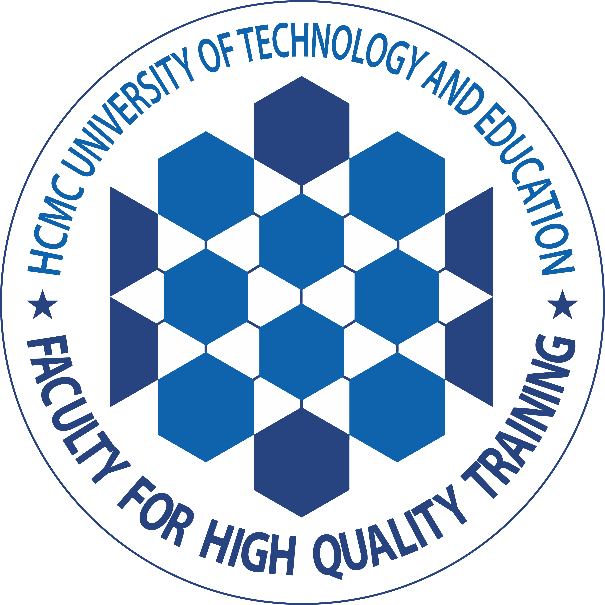 HCMC UNIVERSITY OF TECHNOLOGY AND EDUCATION
FACULTY FOR HIGH QUALITY TRAINING